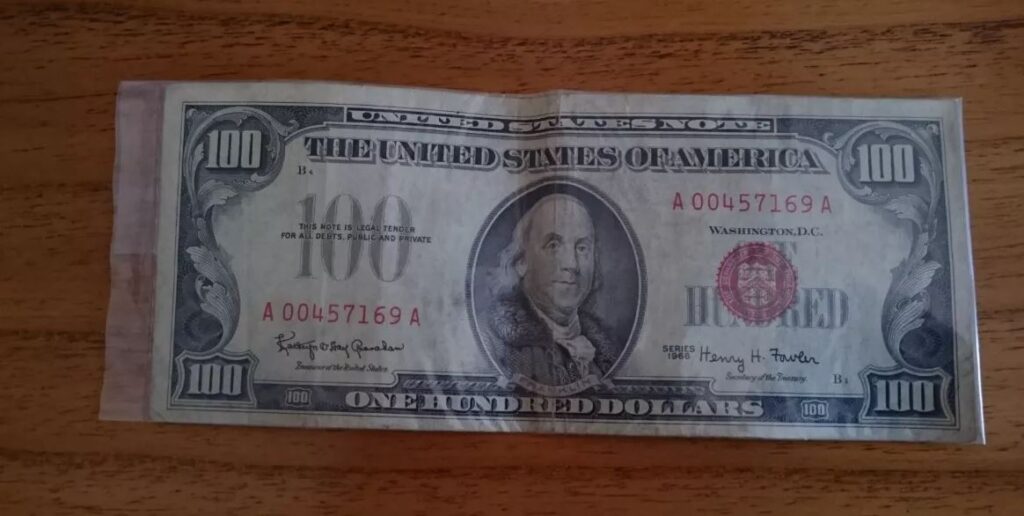 UNITED STATES NOTE
100
THE UNITED STATES OF AMERICA
100
B4
A 00457169 A
100
THIS NOTE IS LEGAL TENDER
FOR ALL DEBTS, PUBLIC AND PRIVATE
WASHINGTON, D.C.
HUNDRED
A 00457169 A
SERIES
1966
Henry H. Fowler
Treasurer of the United States.
Secretary of the Treasury.
100
100
ONE HUNDRED DOLLARS
100
100